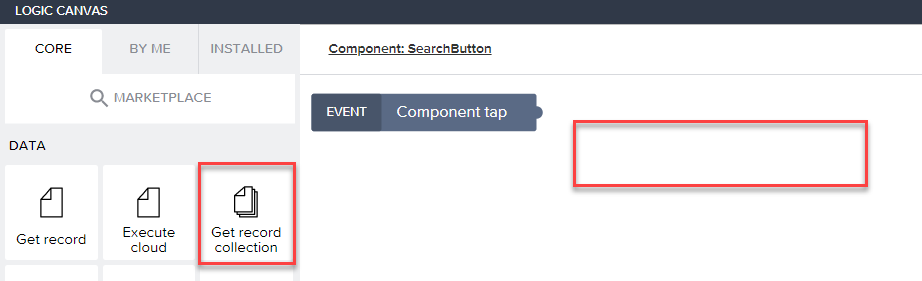 LOGIC CANVAS
CORE
BY ME
INSTALLED
MARKETPLACE
DATA
Get record
Execute
cloud
Get record
collection
Component: SearchButton
EVENT
Component tap